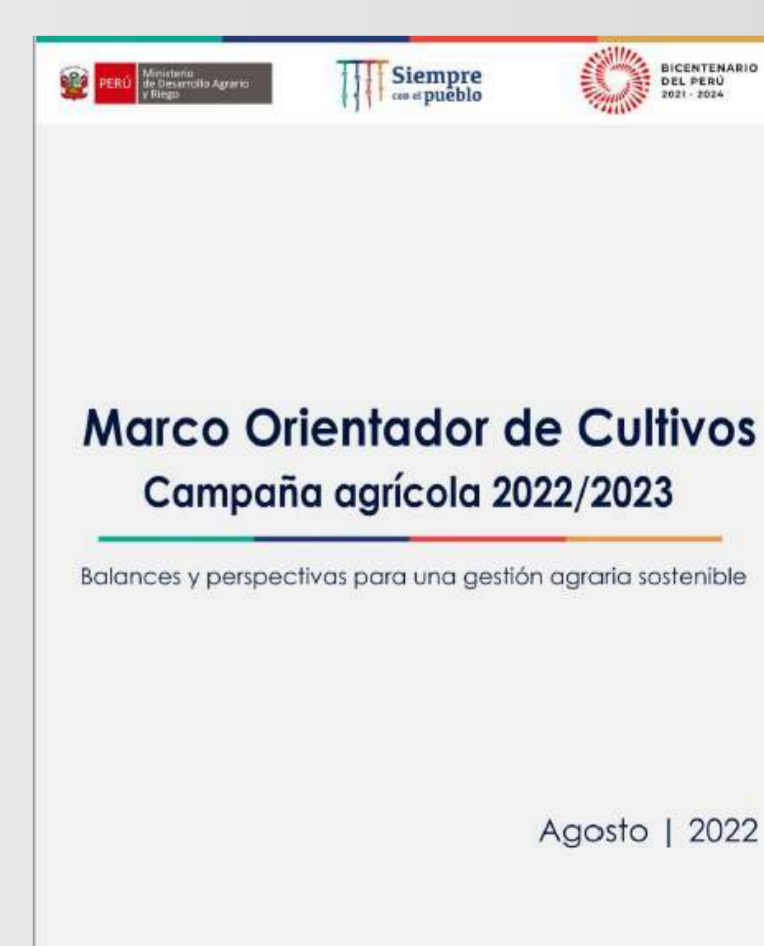 PERÚ
Ministerio
de Desarrollo Agrario
y Riego
Siempre
con el pueblo
BICENTENARIO
DEL PERÚ
2021 - 2024
Marco Orientador de Cultivos
Campaña agrícola 2022/2023
Balances y perspectivas para una gestión agraria sostenible
Agosto | 2022